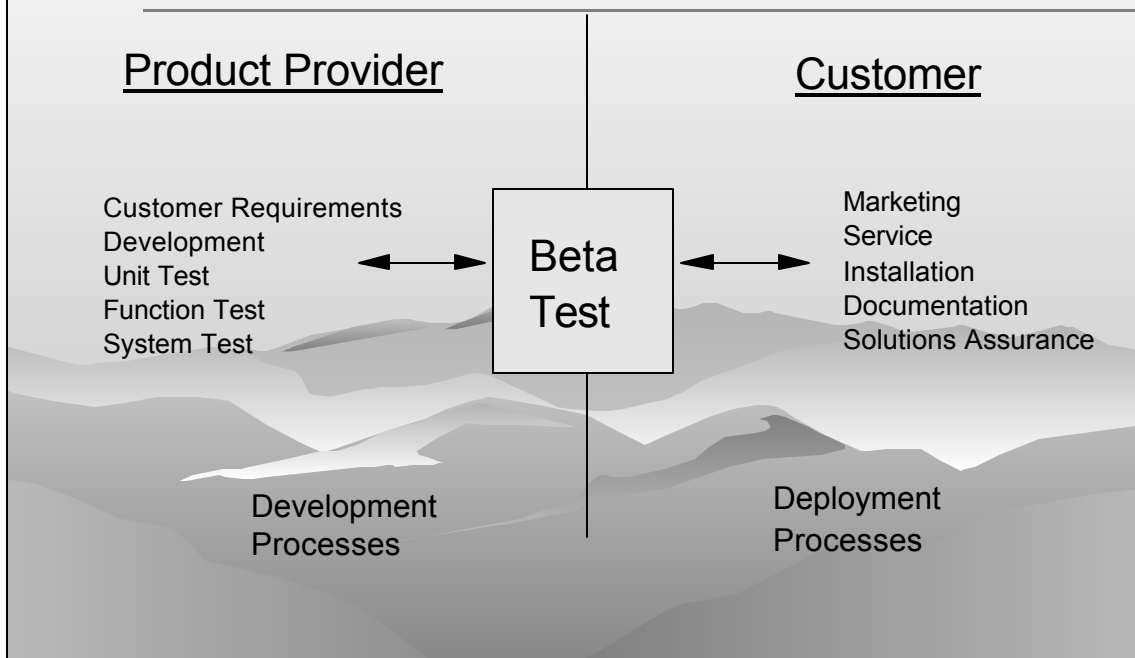 Product Provider
Customer
Customer Requirements
Development
Unit Test
Function Test
System Test
Beta
Test
Marketing
Service
Installation
Documentation
Solutions Assurance
Development
Processes
Deployment
Processes